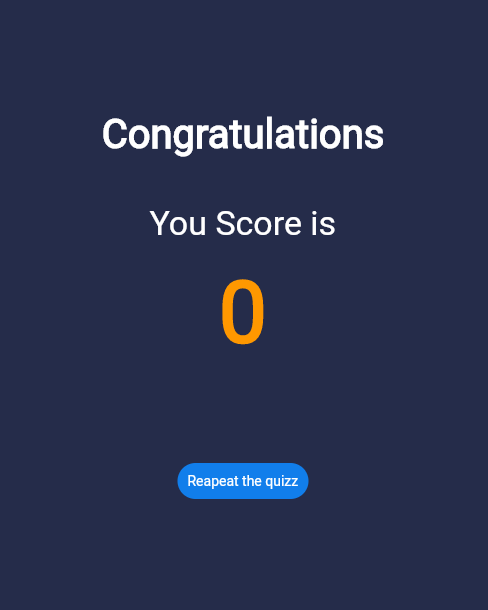 Congratulations
You Score is
0
Reapeat the quizz